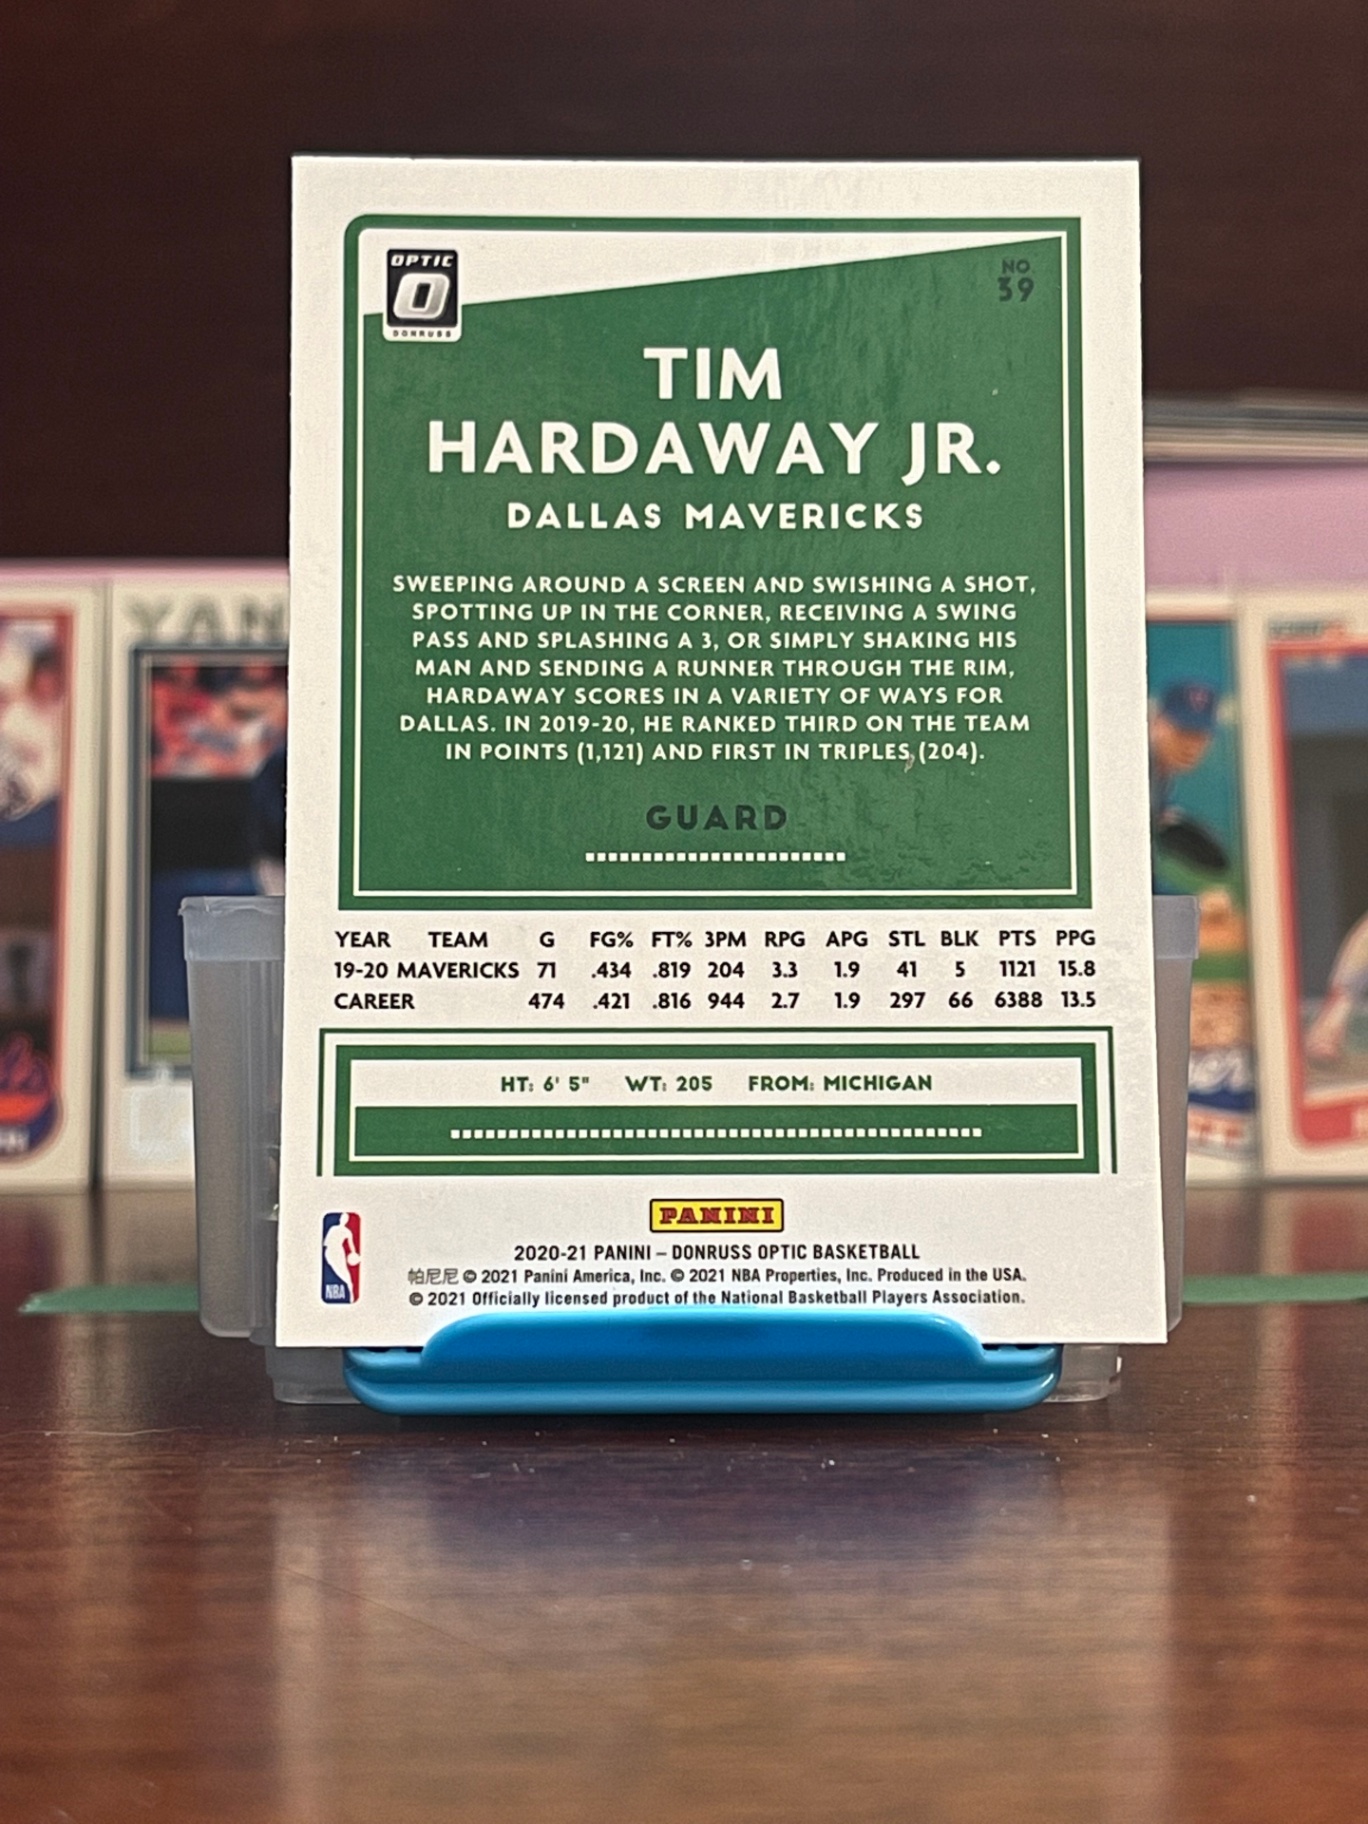 OPTIC
DONRUSS
NO
39
TIM
HARDAWAY JR.
DALLAS MAVERICKS
SWEEPING AROUND A SCREEN AND SWISHING A SHOT,
SPOTTING UP IN THE CORNER, RECEIVING A SWING
PASS AND SPLASHING A 3, OR SIMPLY SHAKING HIS
MAN AND SENDING A RUNNER THROUGH THE RIM,
HARDAWAY SCORES IN A VARIETY OF WAYS FOR
DALLAS. IN 2019-20, HE RANKED THIRD ON THE TEAM
IN POINTS (1,121) AND FIRST IN TRIPLES (204).
GUARD
YEAR TEAM G FG% FT% 3PM RPG APG STL BLK PTS PPG
19-20 MAVERICKS 71 .434 .819 204 3.3 1.9 41 5 1121 15.8
CAREER 474 .421 .816 944 2.7 1.9 297 66 6388 13.5
HT: 6' 5" WT: 205 FROM: MICHIGAN
PANINI
NBA
2020-21 PANINI – DONRUSS OPTIC BASKETBALL
帕尼尼 © 2021 Panini America, Inc. © 2021 NBA Properties, Inc. Produced in the USA.
© 2021 Officially licensed product of the National Basketball Players Association.